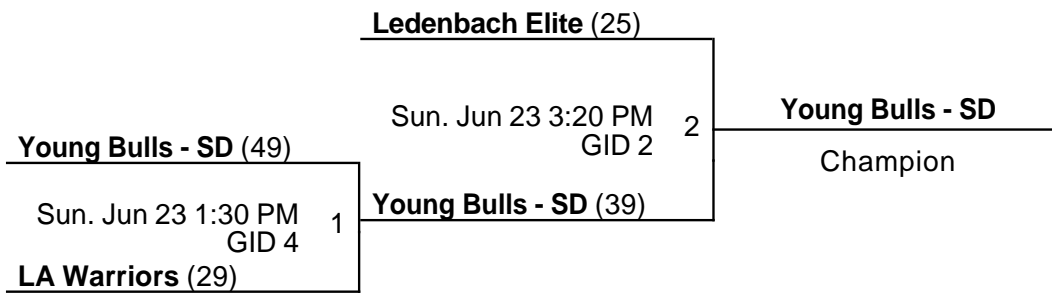 Ledenbach Elite (25)
Sun. Jun 23 3:20 PM
GID 2
2
Young Bulls - SD
Champion
Young Bulls - SD (49)
Sun. Jun 23 1:30 PM
GID 4
1
Young Bulls - SD (39)
LA Warriors (29)